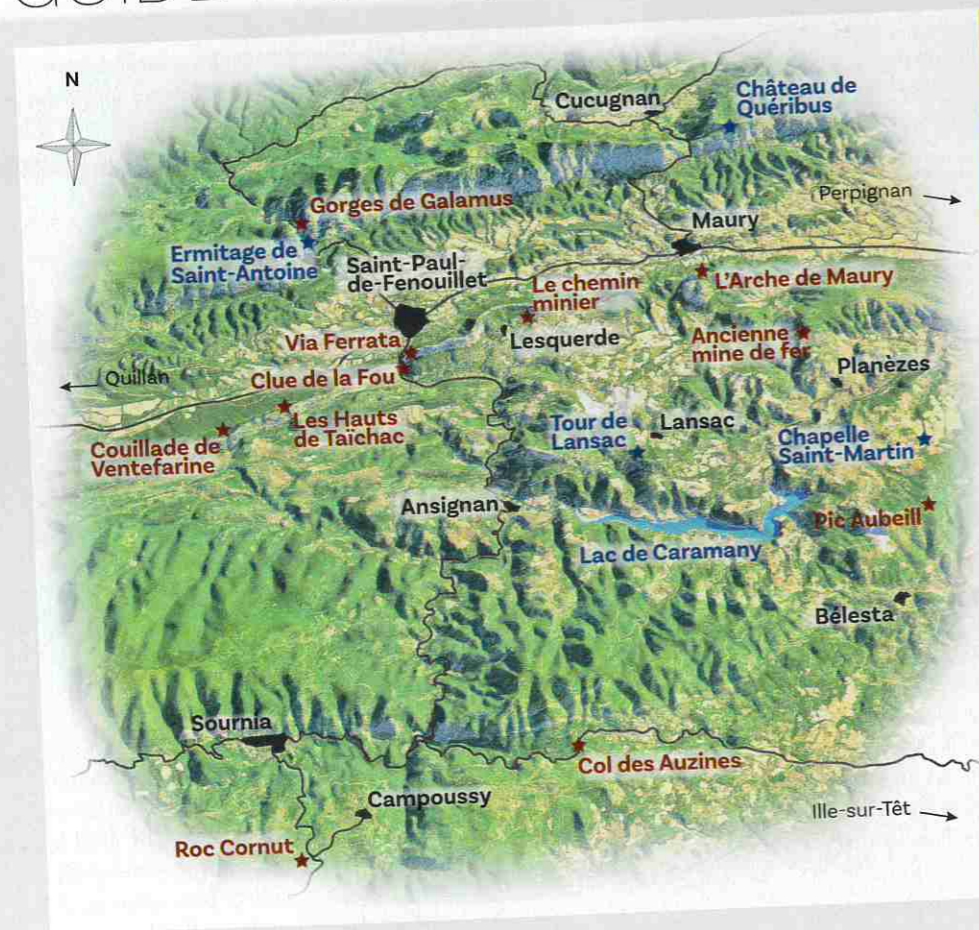 GUIDE
N
Cucugnan
Château de
Quéribus
Perpignan
Gorges de Galamus
Maury
Ermitage de
Saint-Antoine
Saint-Paul-
de-Fenouillet
Le chemin
minier
L'Arche de Maury
Via Ferrata
Lesquerde
Ancienne
mine de fer
Planèzes
Quillan
Clue de la Fou
Les Hauts
de Taïchac
Tour de
Lansac
Lansac
Couillade de
Ventefarine
Chapelle
Saint-Martin
Ansignan
Pic Aubeill
Lac de Caramany
Bélesta
Sournia
Col des Auzines
Campoussy
Ille-sur-Têt
Roc Cornut